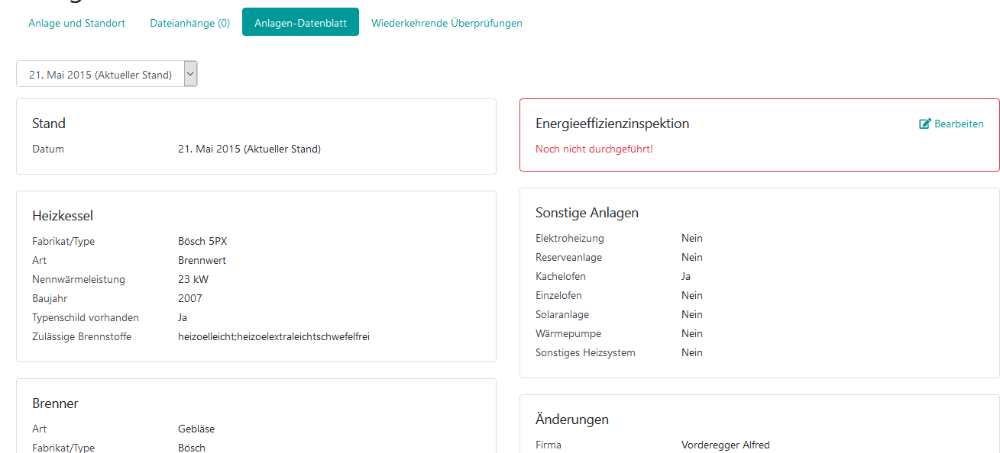 Anlage und Standort Dateianhänge (0) Anlagen-Datenblatt Wiederkehrende Überprüfungen
21. Mai 2015 (Aktueller Stand)
Stand
Datum 21. Mai 2015 (Aktueller Stand)
Heizkessel
Fabrikat/Type Bösch 5PX
Art Brennwert
Nennwärmeleistung 23 kW
Baujahr 2007
Typenschild vorhanden Ja
Zulässige Brennstoffe heizoelleicht;heizoelextraleichtschwefelfrei
Brenner
Art Gebläse
Fabrikat/Type Bösch
Energieeffizienzinspektion Bearbeiten
Noch nicht durchgeführt!
Sonstige Anlagen
Elektroheizung Nein
Reserveanlage Nein
Kachelofen Ja
Einzelofen Nein
Solaranlage Nein
Wärmepumpe Nein
Sonstiges Heizsystem Nein
Änderungen
Firma Vorderegger Alfred